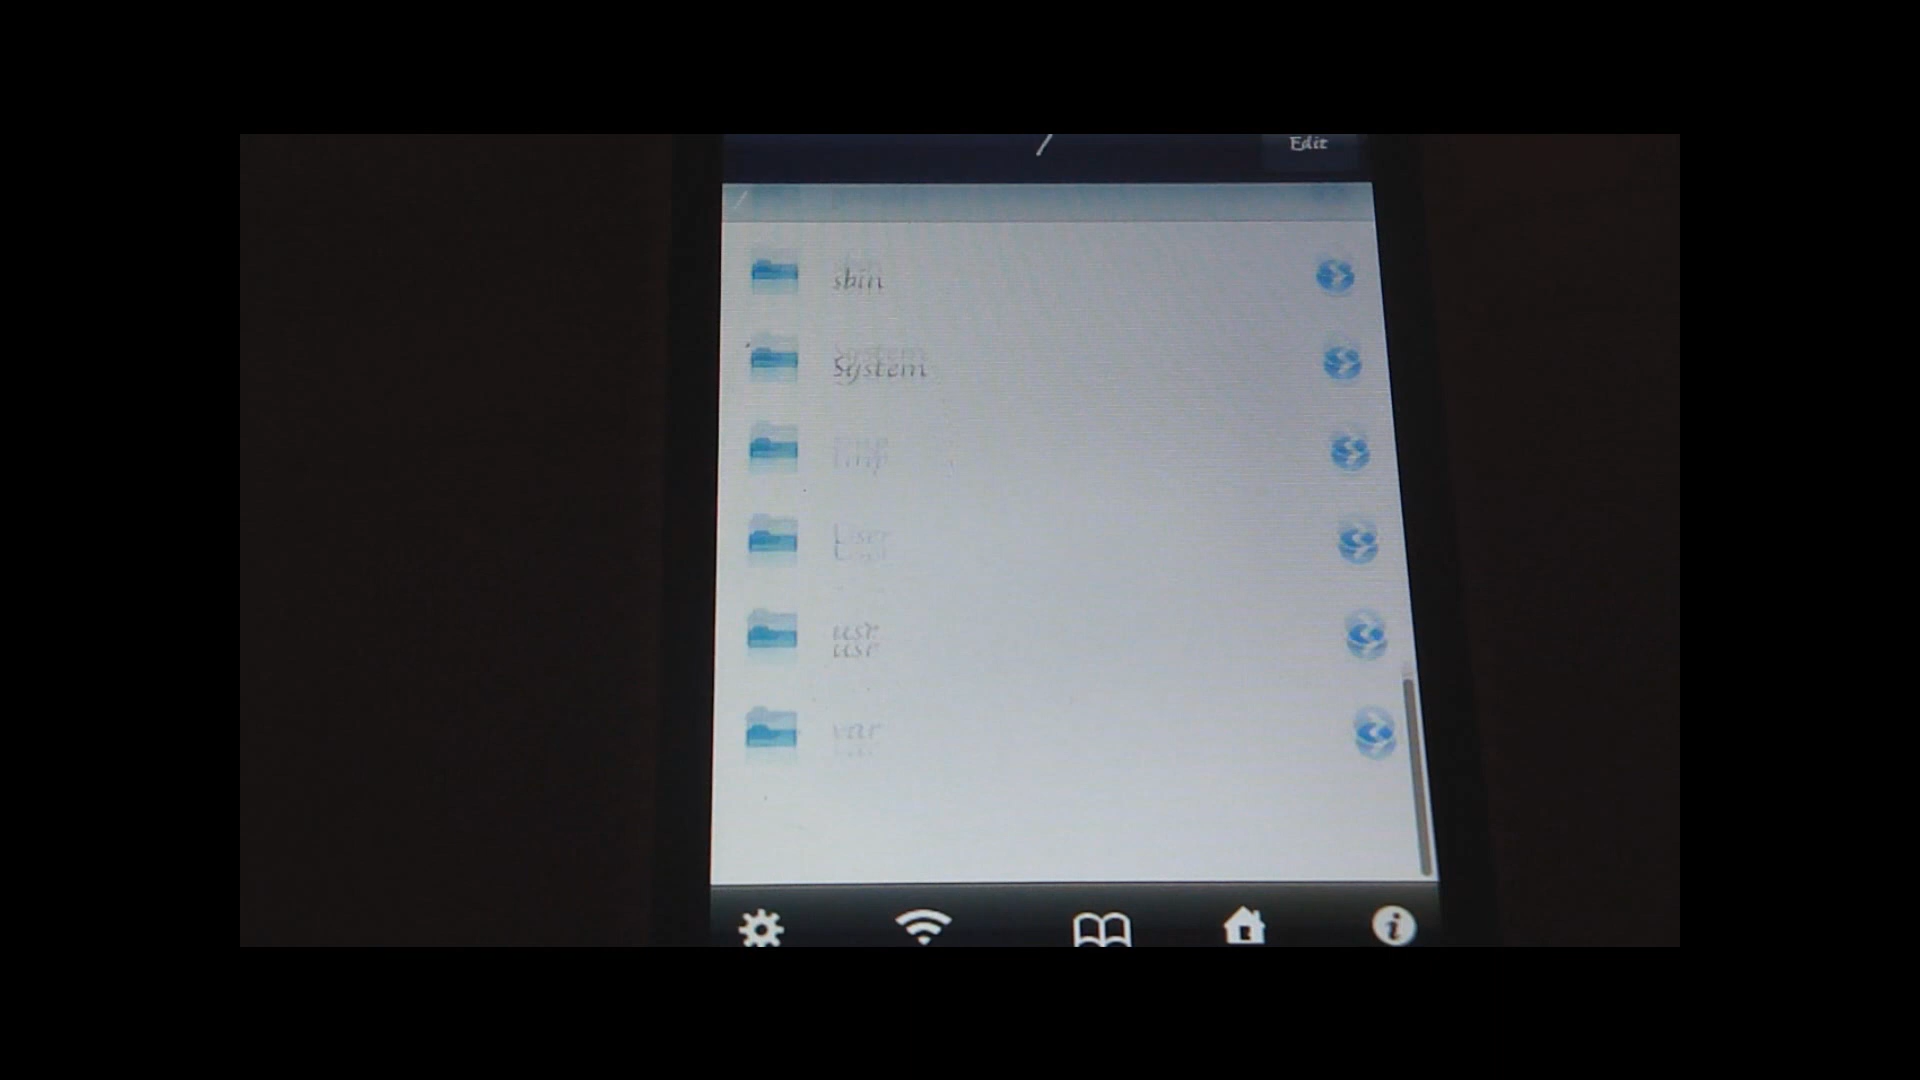 /
Edit
/
sbin
System
tmp
User
usr
var